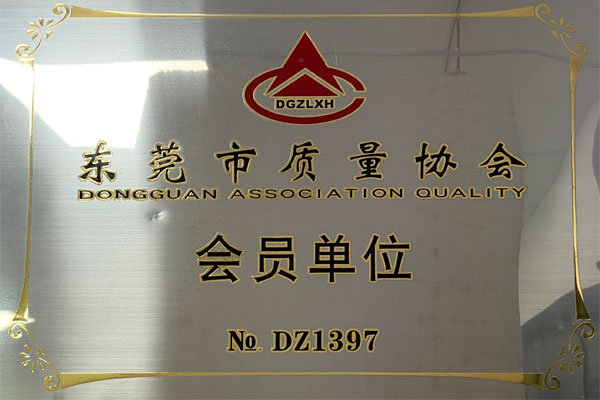 DGZLXH
东莞市质量协会
DONGGUAN ASSOCIATION QUALITY
会员单位
№. DZ1397